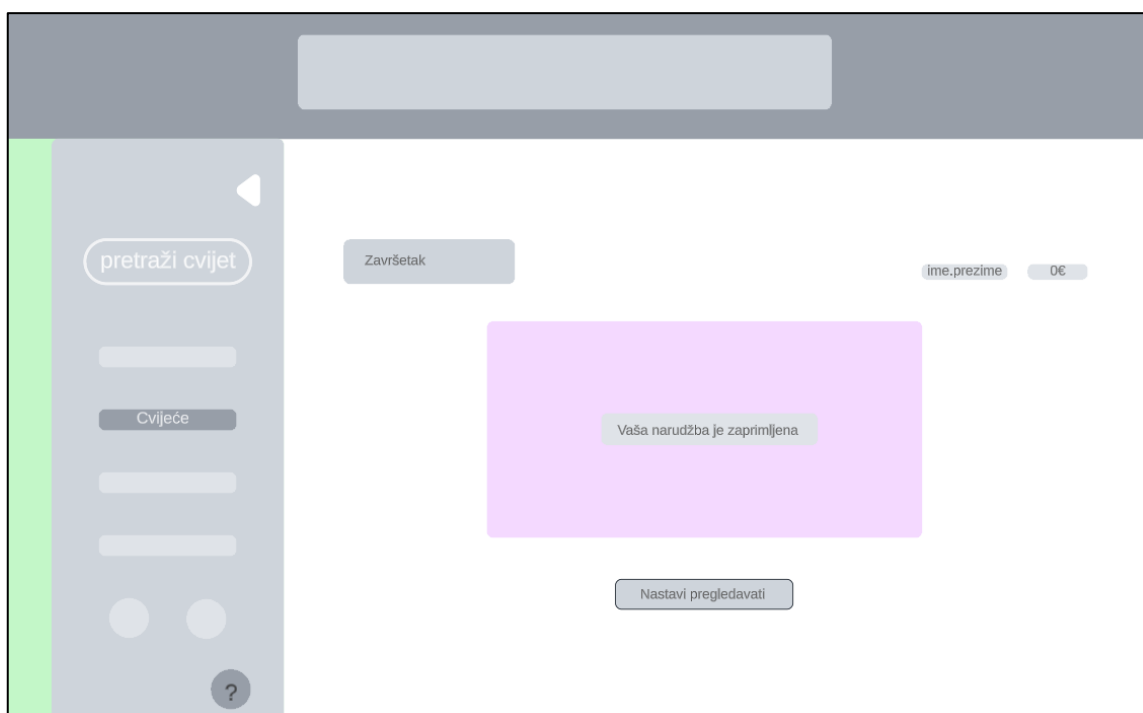 pretraži cvijet
Cvijeće
?
Završetak
ime.prezime
0€
Vaša narudžba je zaprimljena
Nastavi pregledavati